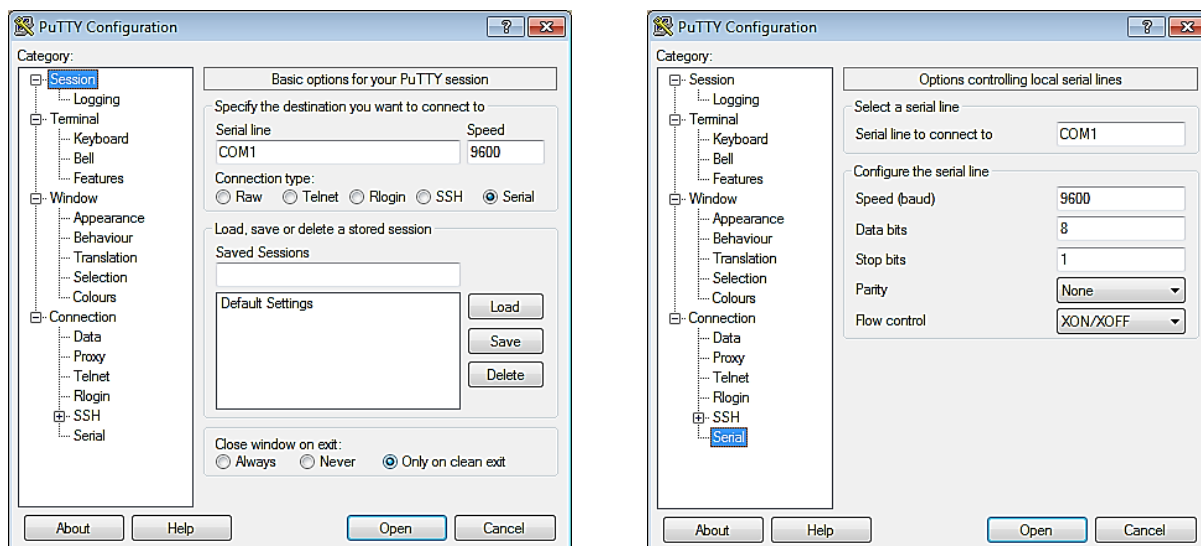 PuTTY Configuration
Category:
Session
Logging
Terminal
Keyboard
Bell
Features
Window
Appearance
Behaviour
Translation
Selection
Colours
Connection
Data
Proxy
Telnet
Rlogin
SSH
Serial
Basic options for your PuTTY session
Specify the destination you want to connect to
Serial line Speed
COM1 9600
Connection type:
Raw Telnet Rlogin SSH Serial
Load, save or delete a stored session
Saved Sessions
Default Settings
Load
Save
Delete
Close window on exit:
Always Never Only on clean exit
About Help Open Cancel
PuTTY Configuration
Category:
Session
Logging
Terminal
Keyboard
Bell
Features
Window
Appearance
Behaviour
Translation
Selection
Colours
Connection
Data
Proxy
Telnet
Rlogin
SSH
Serial
Options controlling local serial lines
Select a serial line
Serial line to connect to COM1
Configure the serial line
Speed (baud) 9600
Data bits 8
Stop bits 1
Parity None
Flow control XON/XOFF
About Help Open Cancel